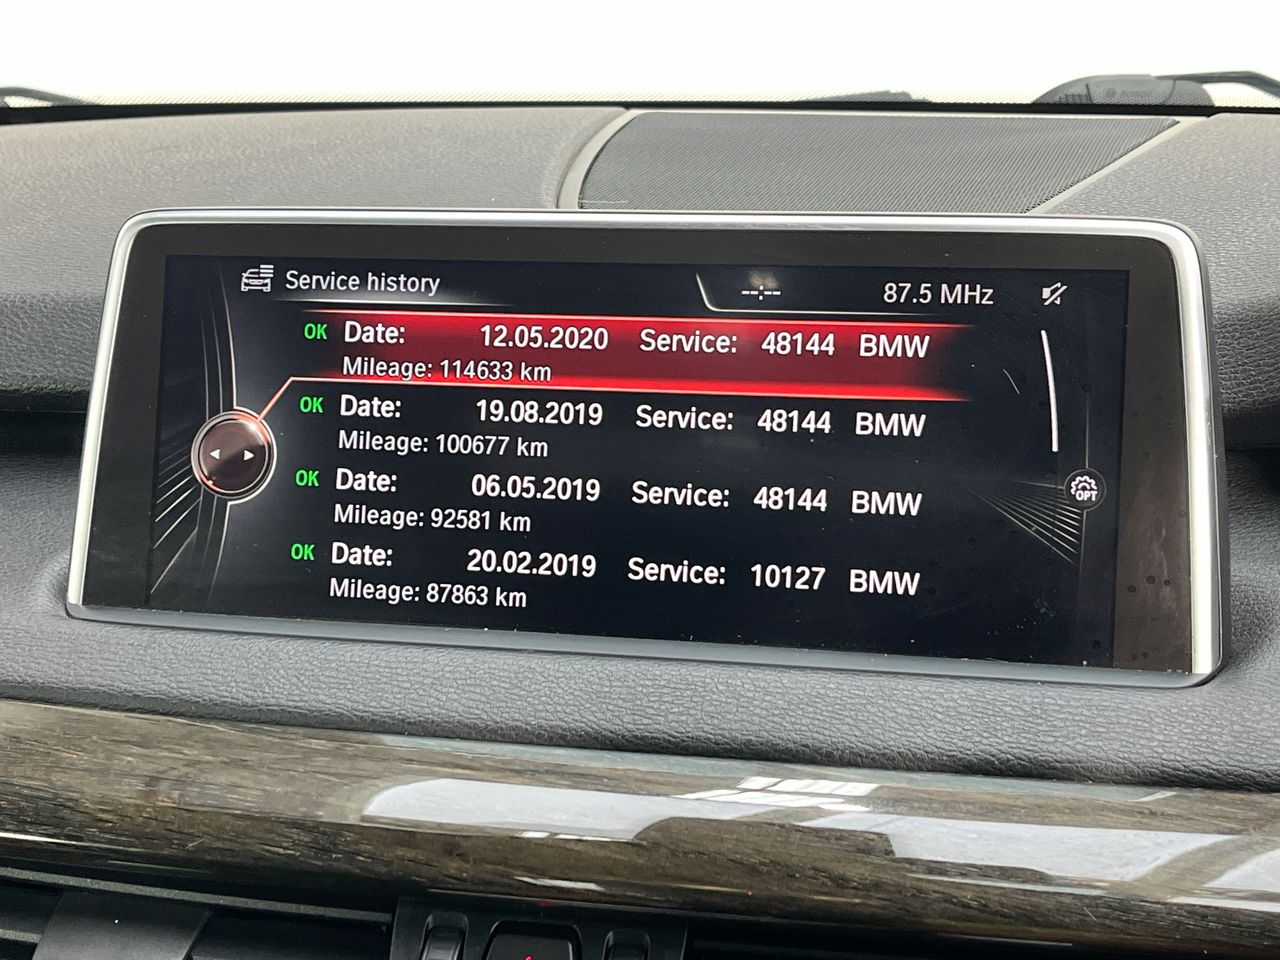 Service history --:-- 87.5 MHz
OK Date: 12.05.2020 Service: 48144 BMW
Mileage: 114633 km
OK Date: 19.08.2019 Service: 48144 BMW
Mileage: 100677 km
OK Date: 06.05.2019 Service: 48144 BMW
Mileage: 92581 km
OPT
OK Date: 20.02.2019 Service: 10127 BMW
Mileage: 87863 km